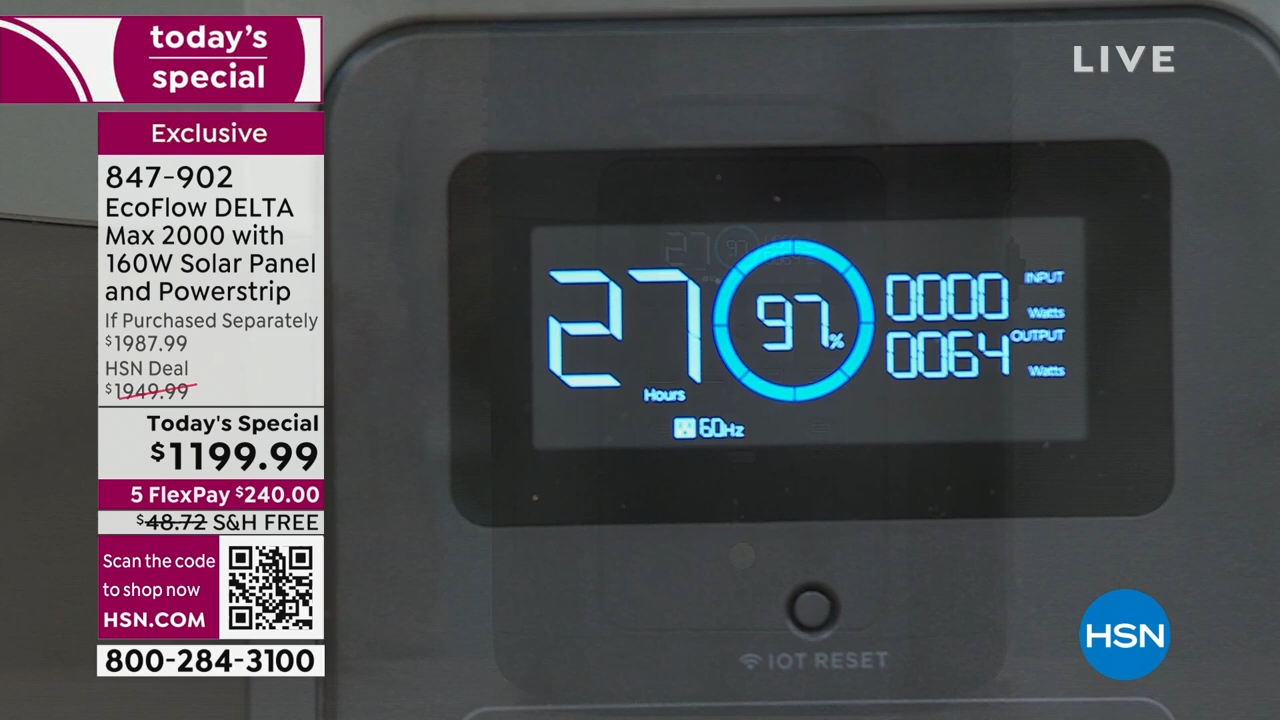 today's
special
LIVE
Exclusive
847-902
EcoFlow DELTA
Max 2000 with
160W Solar Panel
and Powerstrip
If Purchased Separately
$1987.99
HSN Deal
$1949.99
Today's Special
$1199.99
5 FlexPay $240.00
$48.72 S&H FREE
Scan the code
to shop now
HSN.COM
800-284-3100
27
Hours
97%
0000
INPUT
Watts
0064
OUTPUT
Watts
60Hz
IOT RESET
HSN